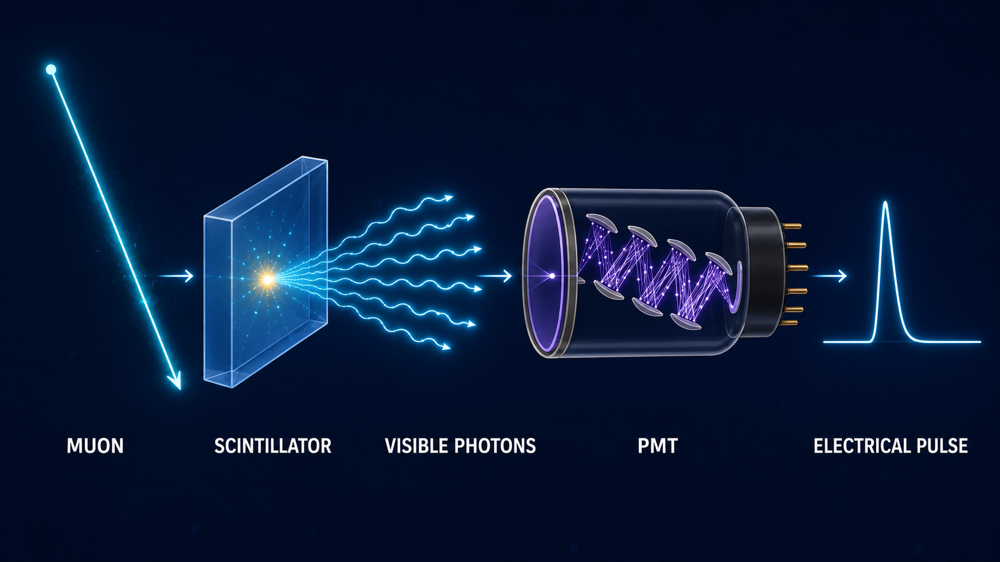 MUON
SCINTILLATOR
VISIBLE PHOTONS
PMT
ELECTRICAL PULSE